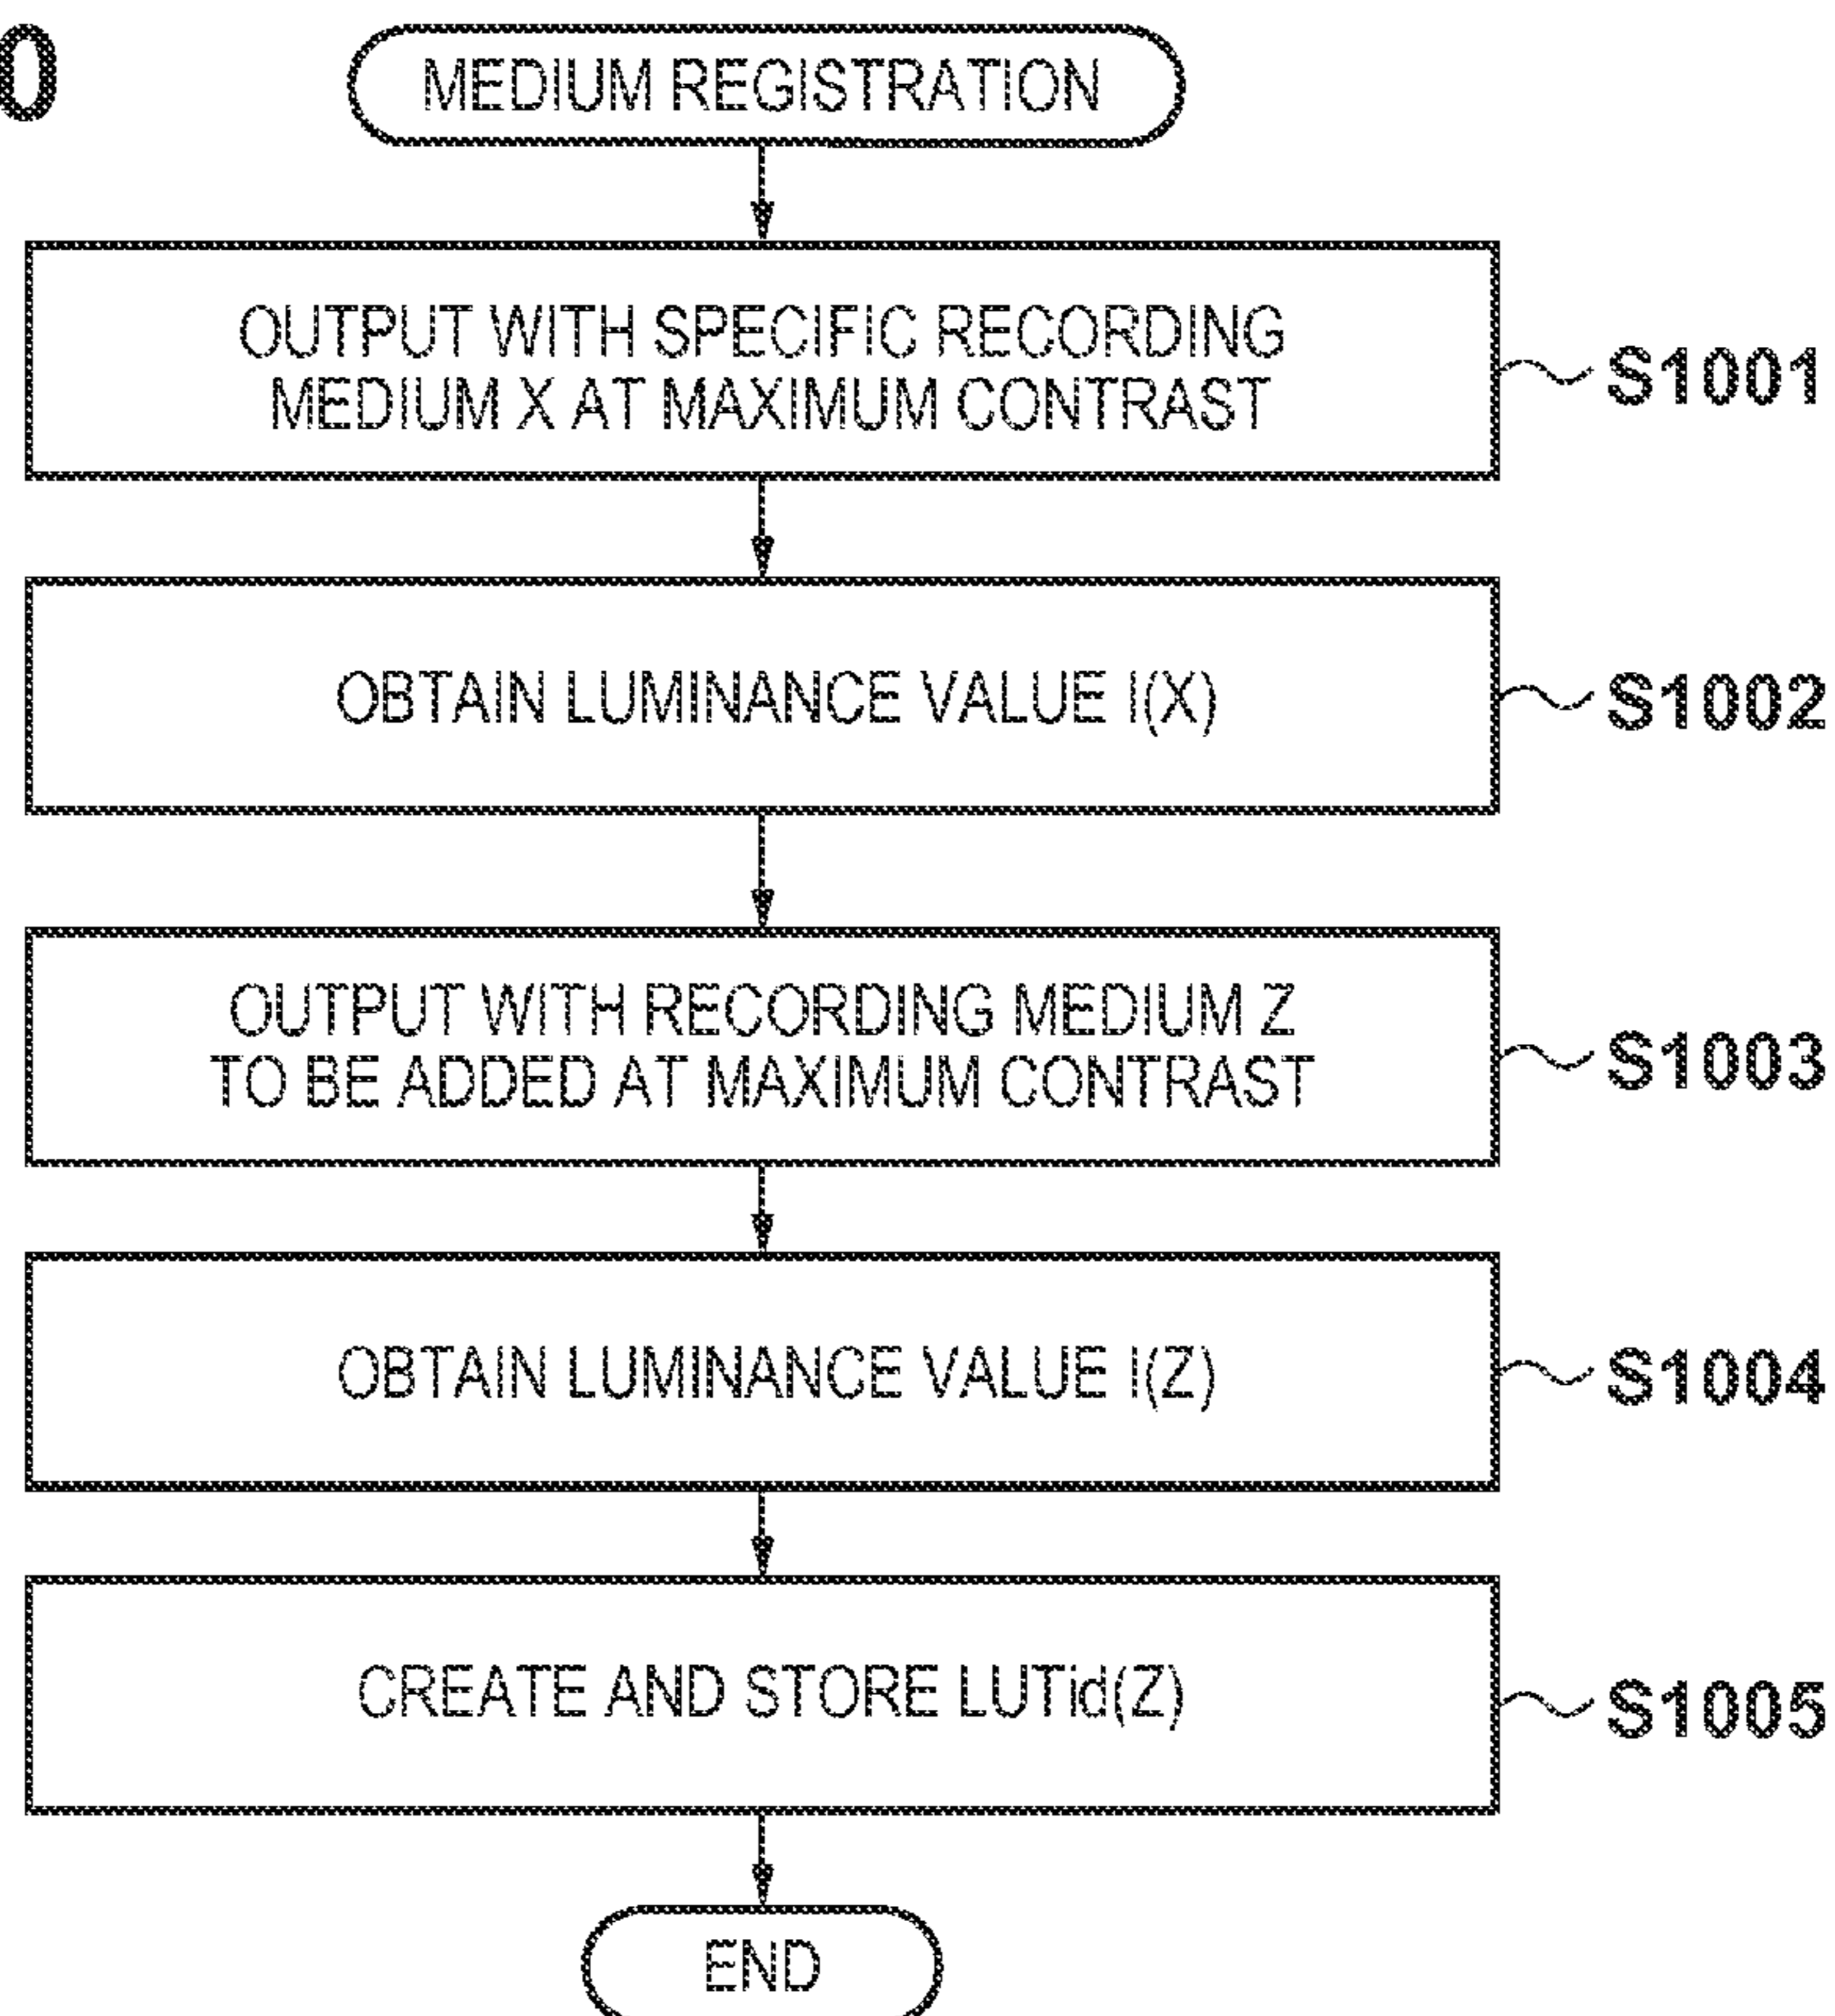 0
MEDIUM REGISTRATION
OUTPUT WITH SPECIFIC RECORDING
MEDIUM X AT MAXIMUM CONTRAST
S1001
OBTAIN LUMINANCE VALUE I(X)
S1002
OUTPUT WITH RECORDING MEDIUM Z
TO BE ADDED AT MAXIMUM CONTRAST
S1003
OBTAIN LUMINANCE VALUE I(Z)
S1004
CREATE AND STORE LUTid(Z)
S1005
END